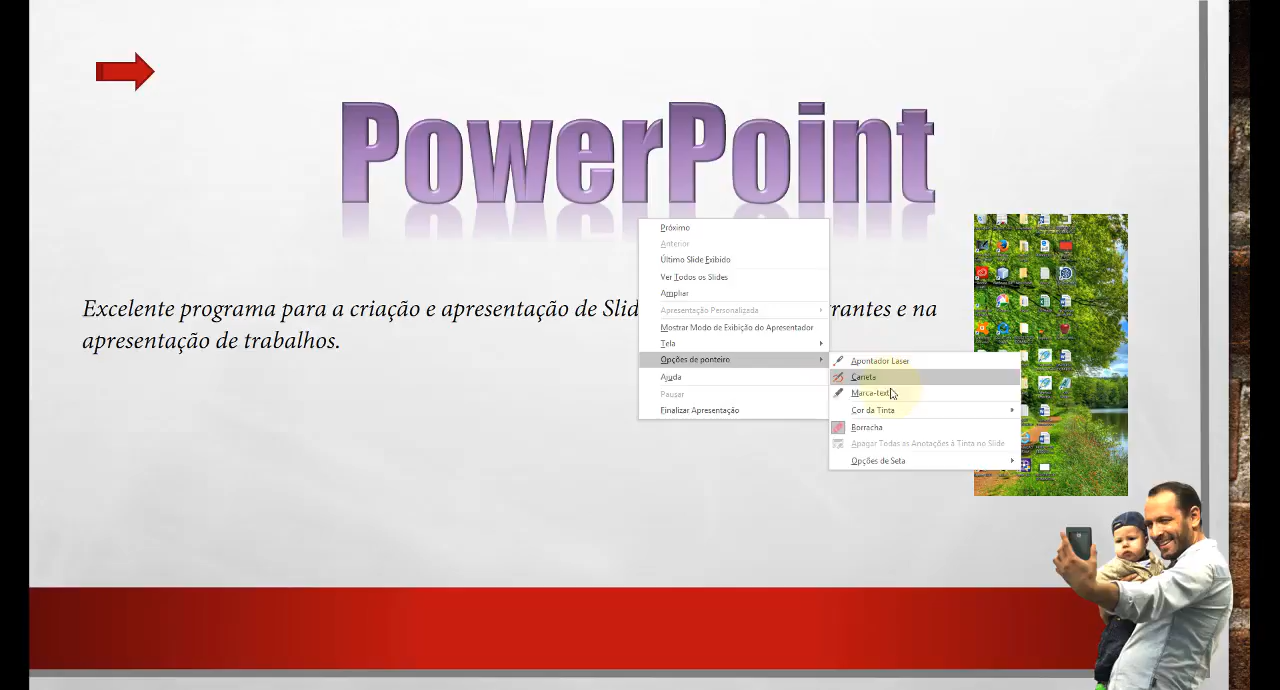 PowerPoint
Excelente programa para a criação e apresentação de Slid
rantes e na
apresentação de trabalhos.
Próximo
Anterior
Último Slide Exibido
Ver Todos os Slides
Ampliar
Apresentação Personalizada
Mostrar Modo de Exibição do Apresentador
Tela
Opções de ponteiro
Ajuda
Pausar
Finalizar Apresentação
Apontador Laser
Caneta
Marca-text
Cor da Tinta
Borracha
Apagar Todas as Anotações à Tinta no Slide
Opções de Seta